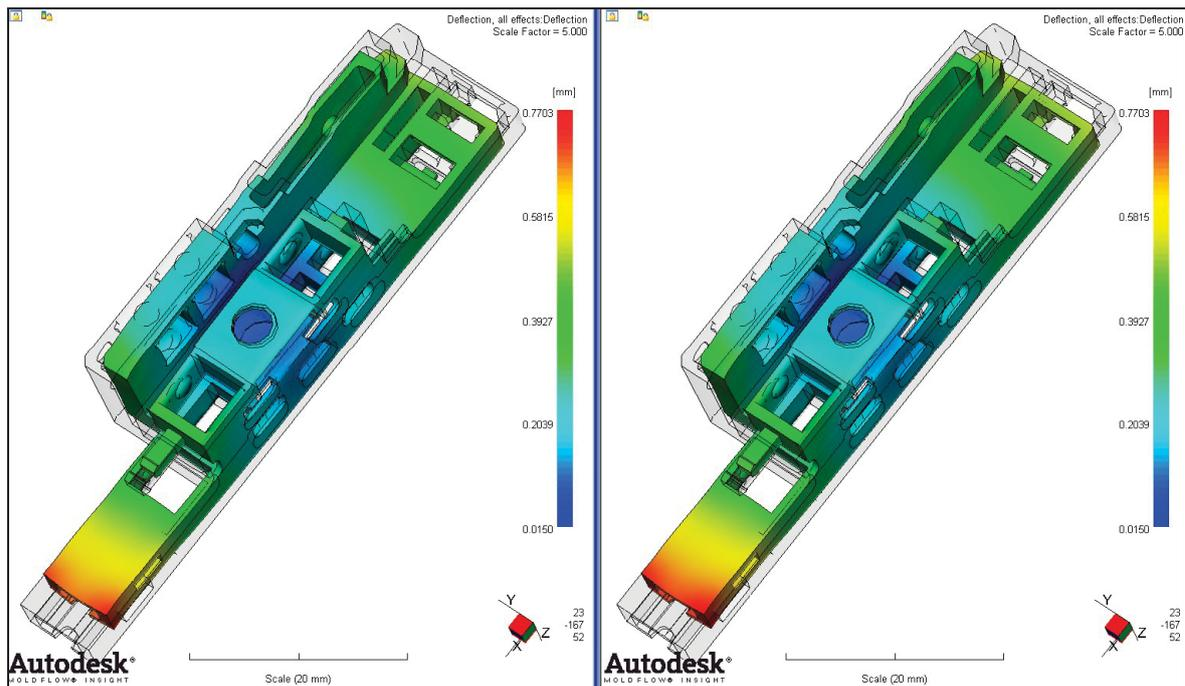 Deflection, all effects:Deflection
Scale Factor = 5.000
[mm]
0.7703
0.5815
0.3927
0.2039
0.0150
Y
Z
X
23
-167
52
Autodesk®
MOLDFLOW® INSIGHT
Scale (20 mm)
Deflection, all effects:Deflection
Scale Factor = 5.000
[mm]
0.7703
0.5815
0.3927
0.2039
0.0150
Y
Z
X
23
-167
52
Autodesk®
MOLDFLOW® INSIGHT
Scale (20 mm)